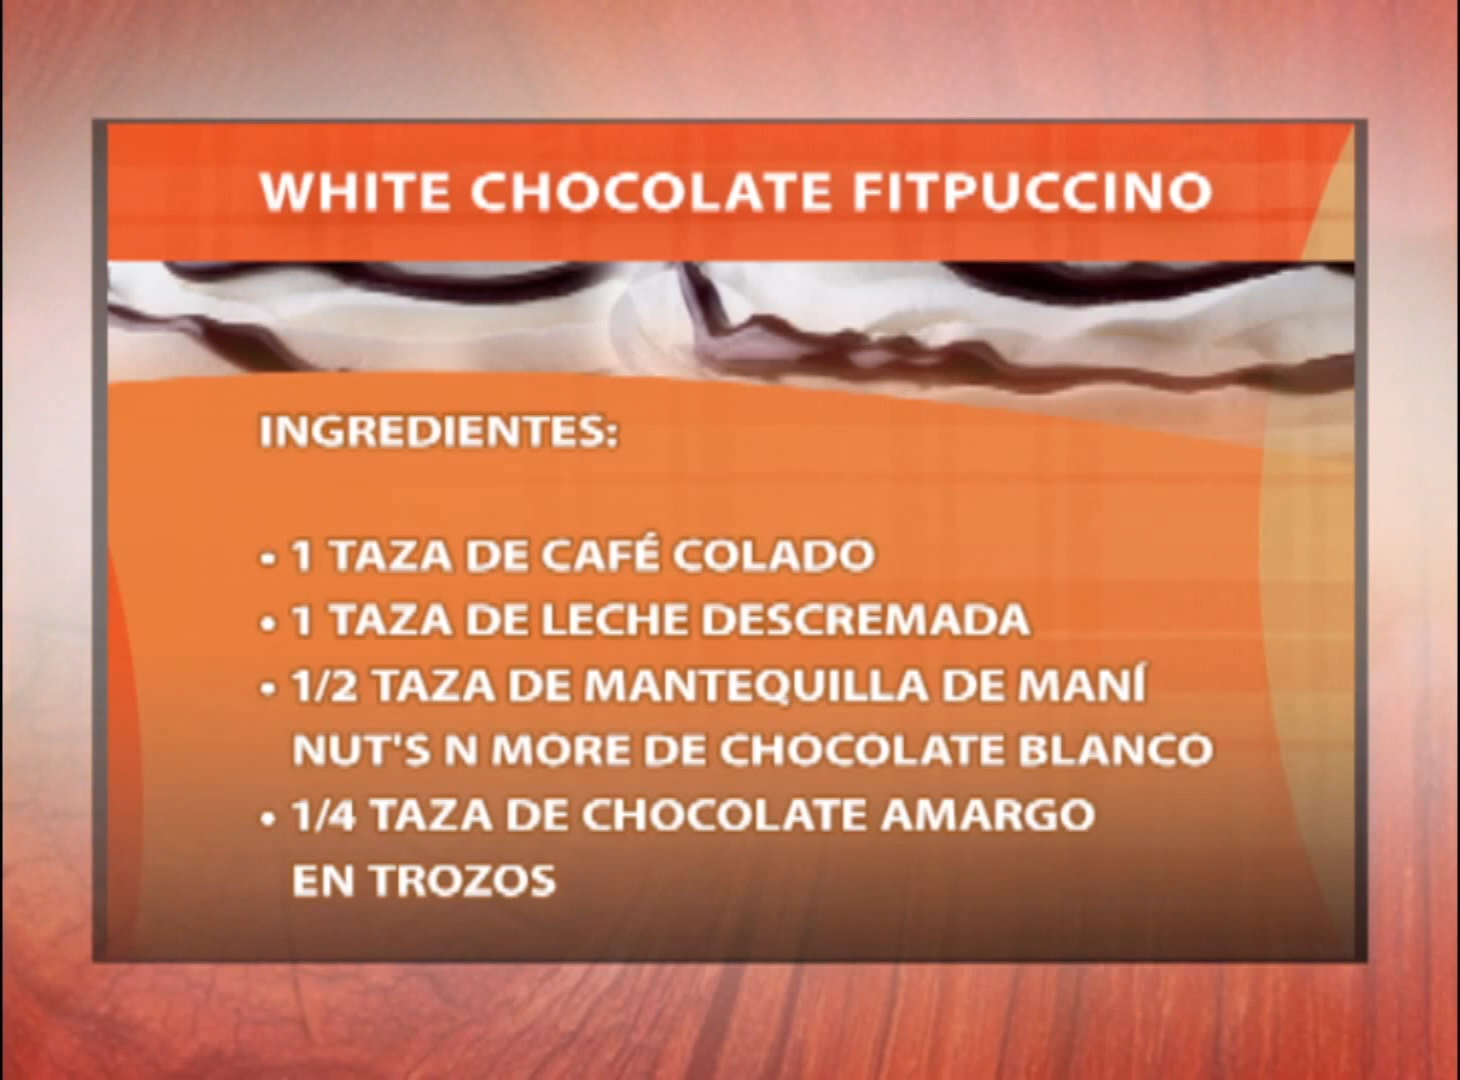 WHITE CHOCOLATE FITPUCCINO
INGREDIENTES:
• 1 TAZA DE CAFÉ COLADO
• 1 TAZA DE LECHE DESCREMADA
• 1/2 TAZA DE MANTEQUILLA DE MANÍ
NUT'S N MORE DE CHOCOLATE BLANCO
• 1/4 TAZA DE CHOCOLATE AMARGO
EN TROZOS